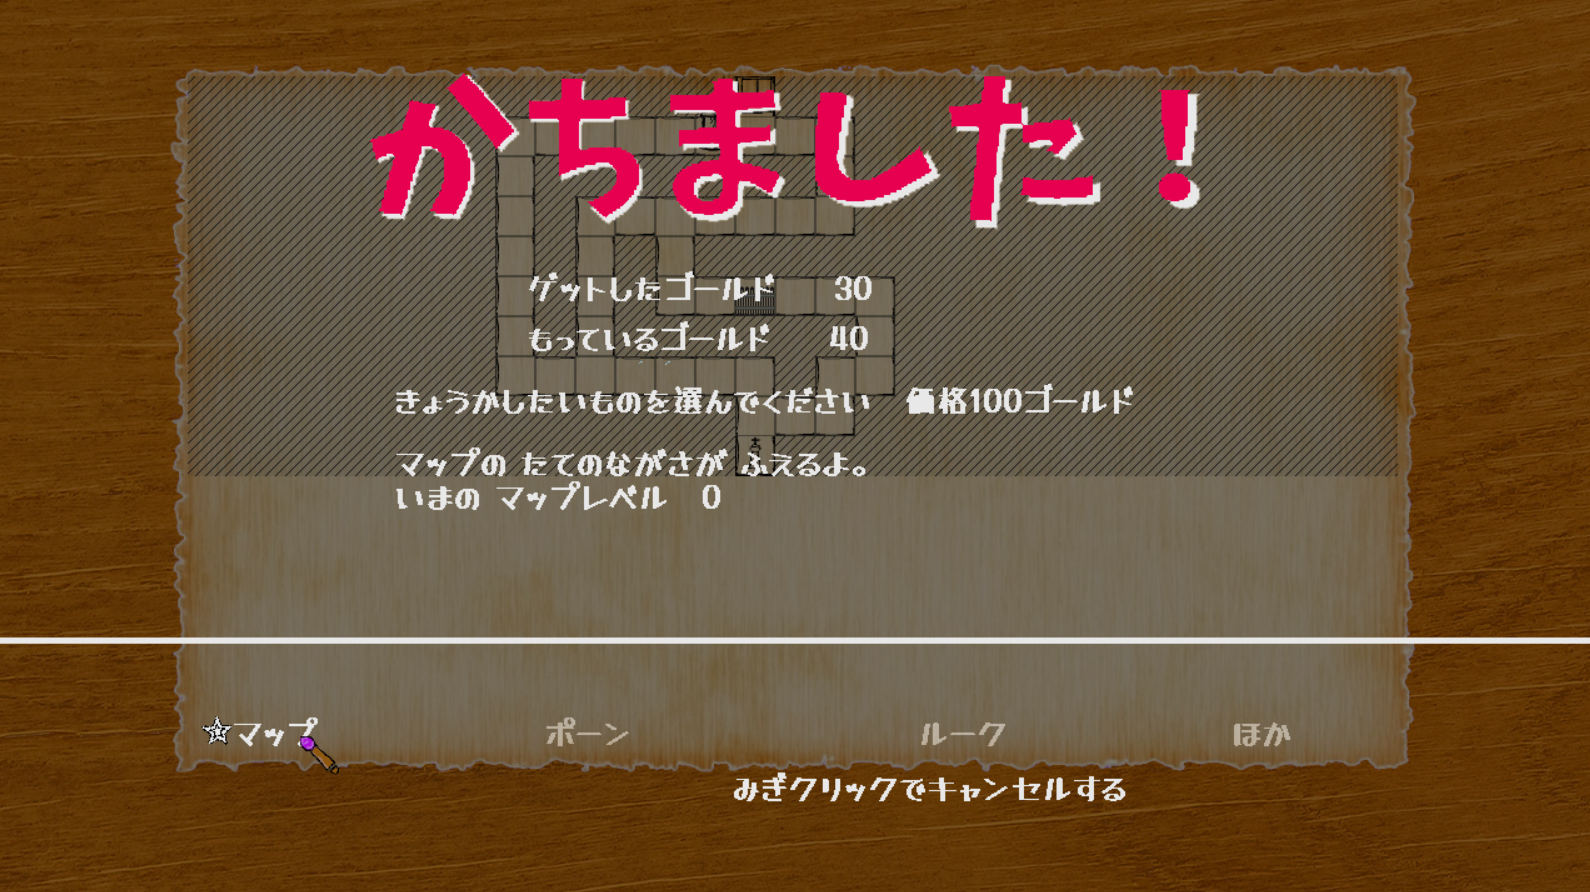 かちました！
ゲットしたゴールド 30
もっているゴールド 40
きょうかしたいものを選んでください 価格100ゴールド
マップの たてのながさが ふえるよ。
いまの マップレベル 0
マップ ポーン ルーク ほか
みぎクリックでキャンセルする